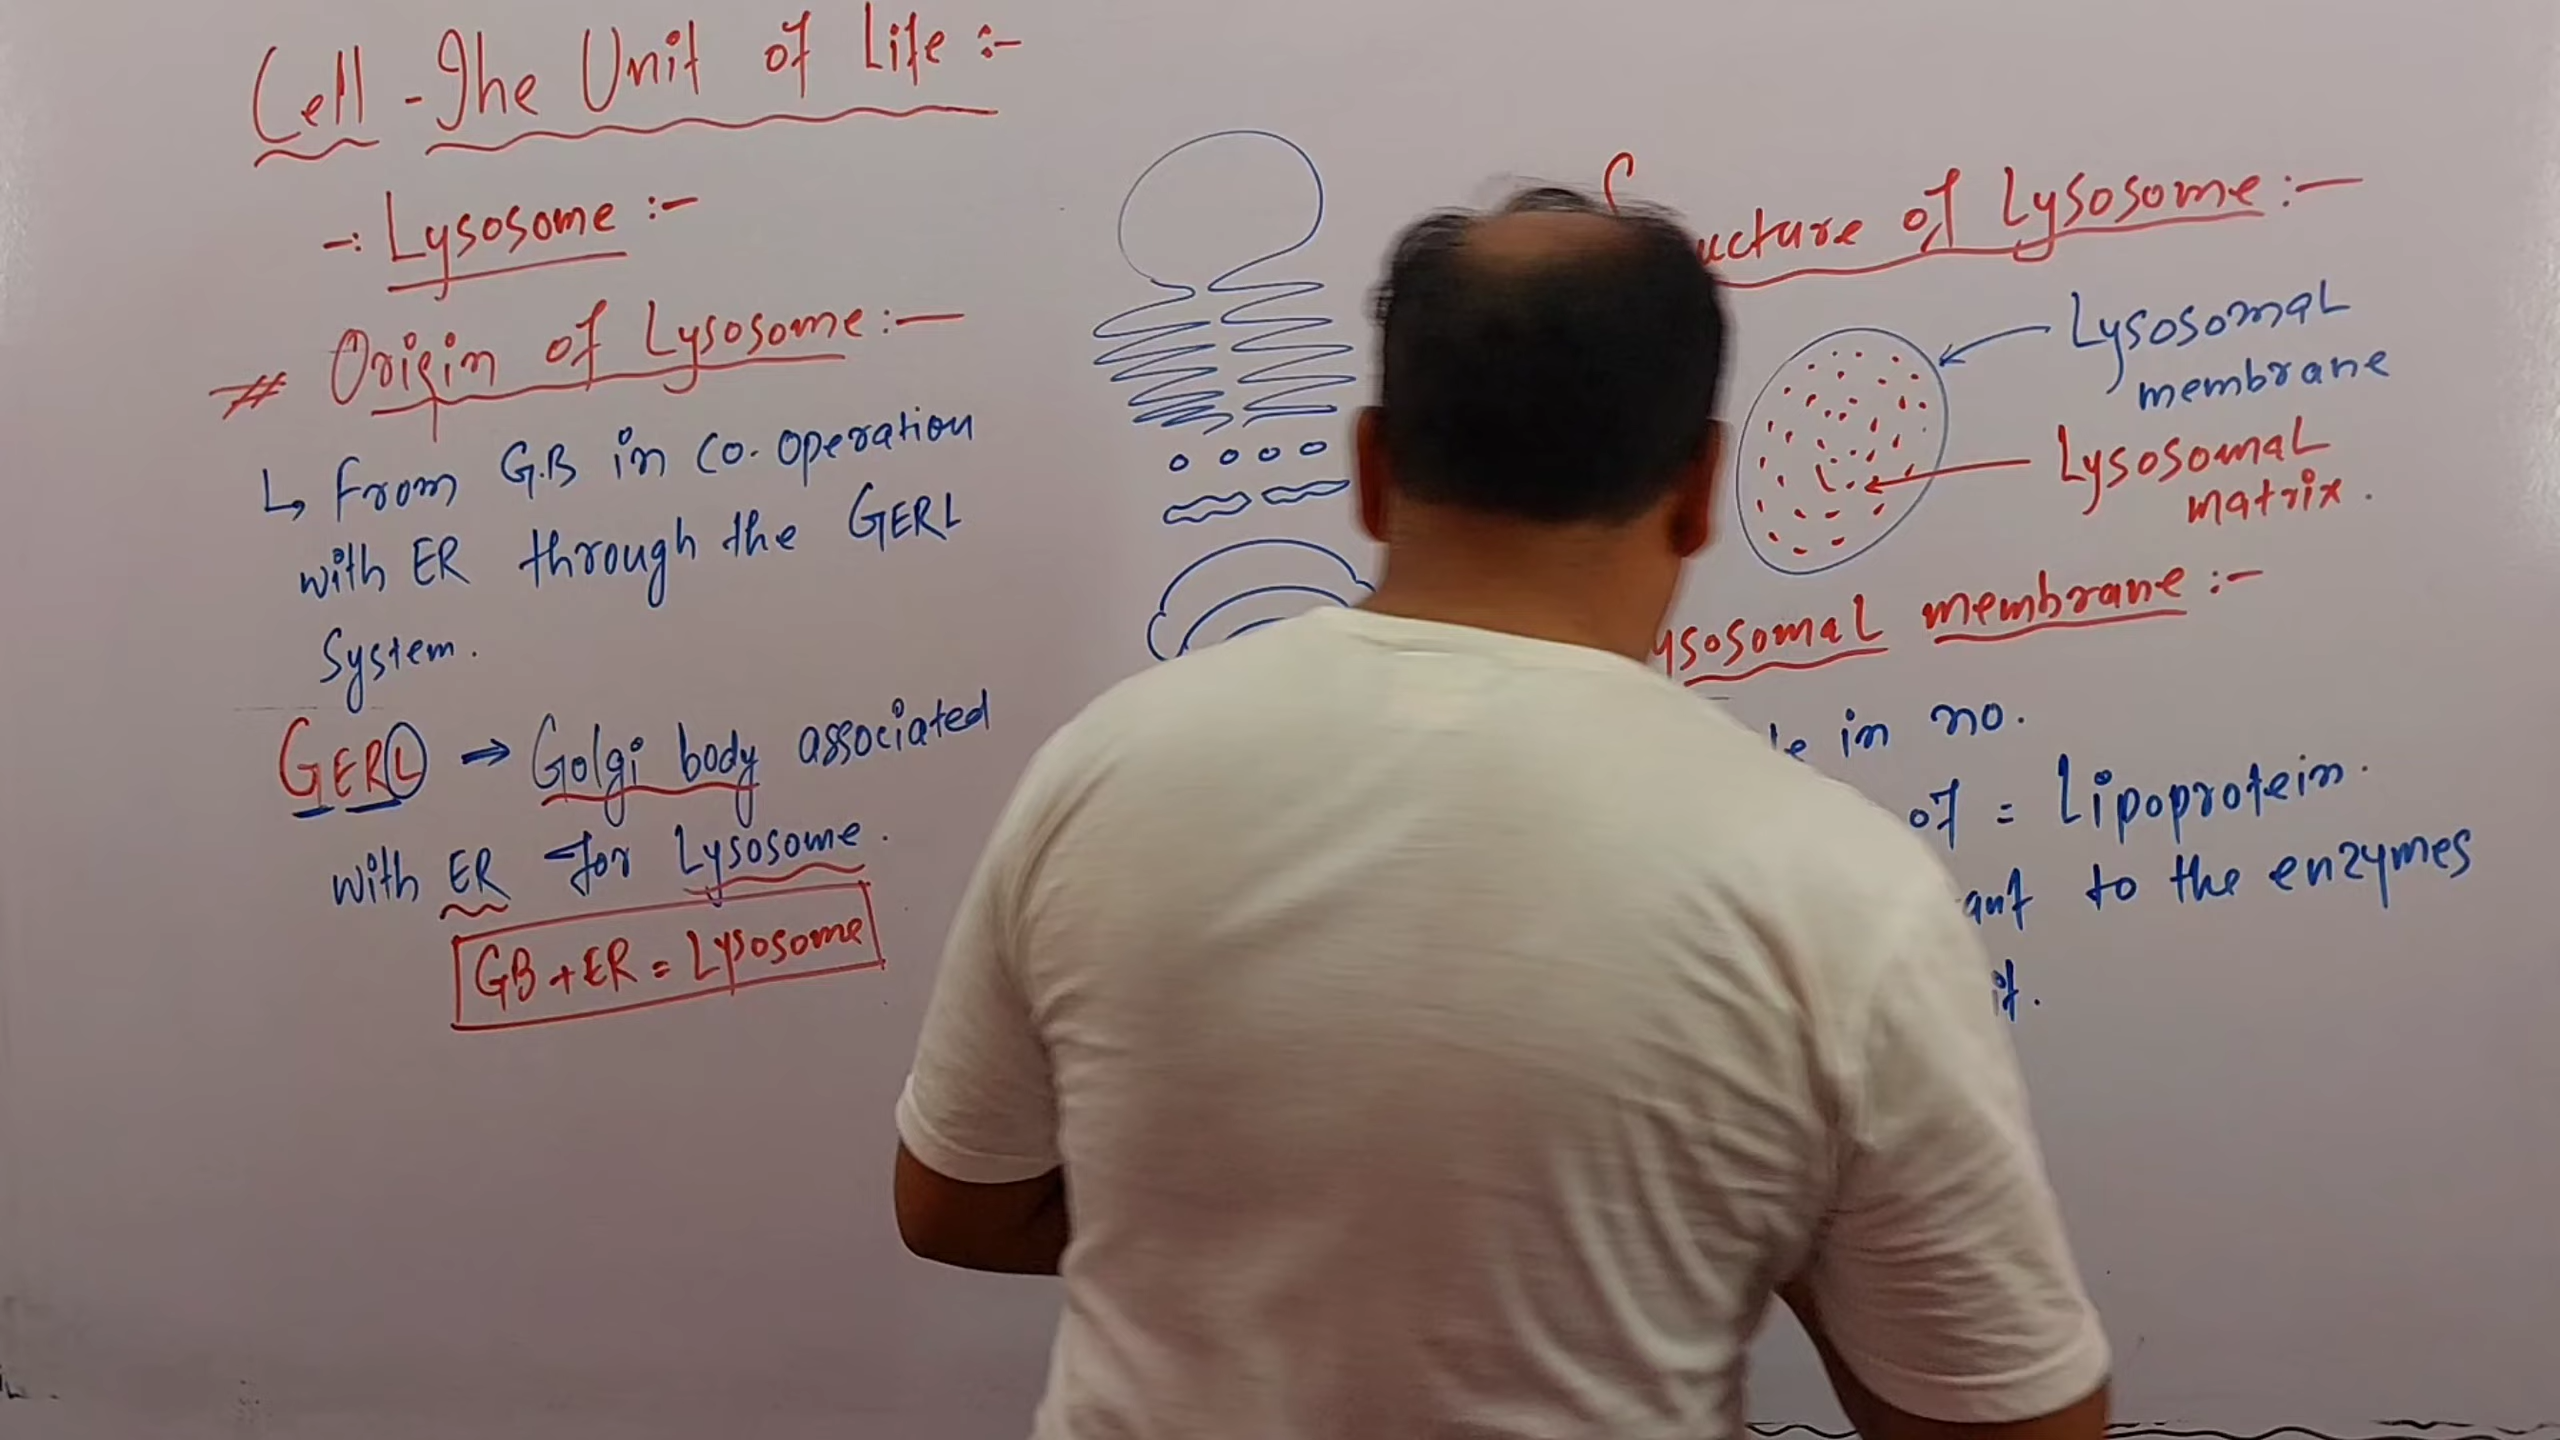 Cell - The Unit of Life :-
-: Lysosome :-
# Origin of Lysosome :-
↳ From G.B in co-operation
with ER through the GERL
System.
GERL → Golgi body associated
with ER for Lysosome.
GB + ER = Lysosome
of Lysosome :-
Lysosomal
membrane
Lysosomal
matrix.
membrane :-
in no.
of = Lipoprotein.
to the enzymes
it.